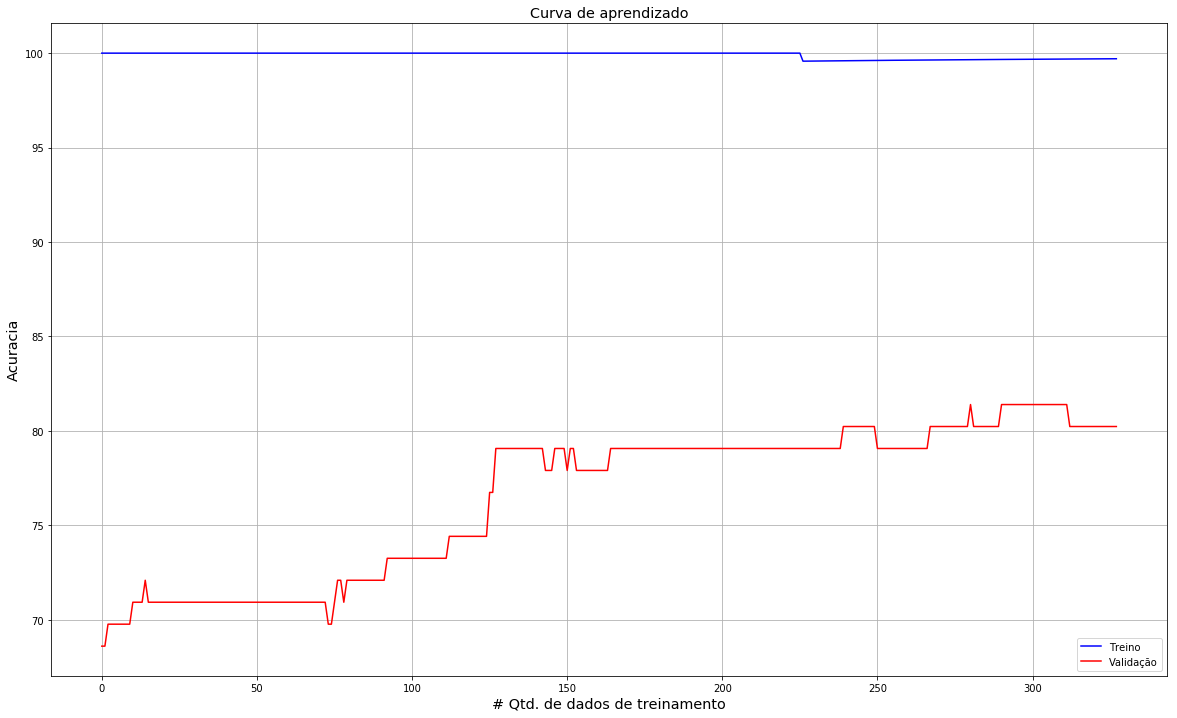 Curva de aprendizado
100
95
90
85
80
75
70
Acuracia
0 50 100 150 200 250 300
# Qtd. de dados de treinamento
Treino
Validação